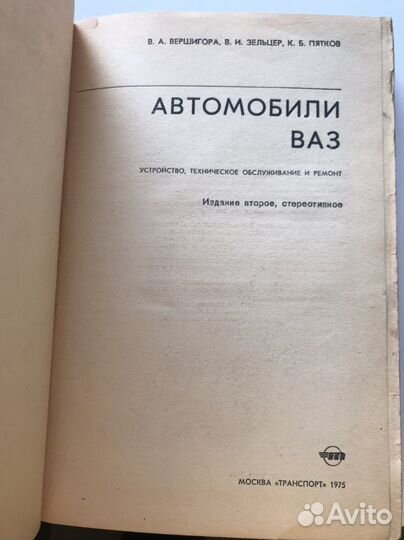 В. А. ВЕРШИГОРА, В. И. ЗЕЛЬЦЕР, К. Б. ПЯТКОВ
АВТОМОБИЛИ
ВАЗ
УСТРОЙСТВО, ТЕХНИЧЕСКОЕ ОБСЛУЖИВАНИЕ И РЕМОНТ
Издание второе, стереотипное
МОСКВА «ТРАНСПОРТ» 1975
Avito